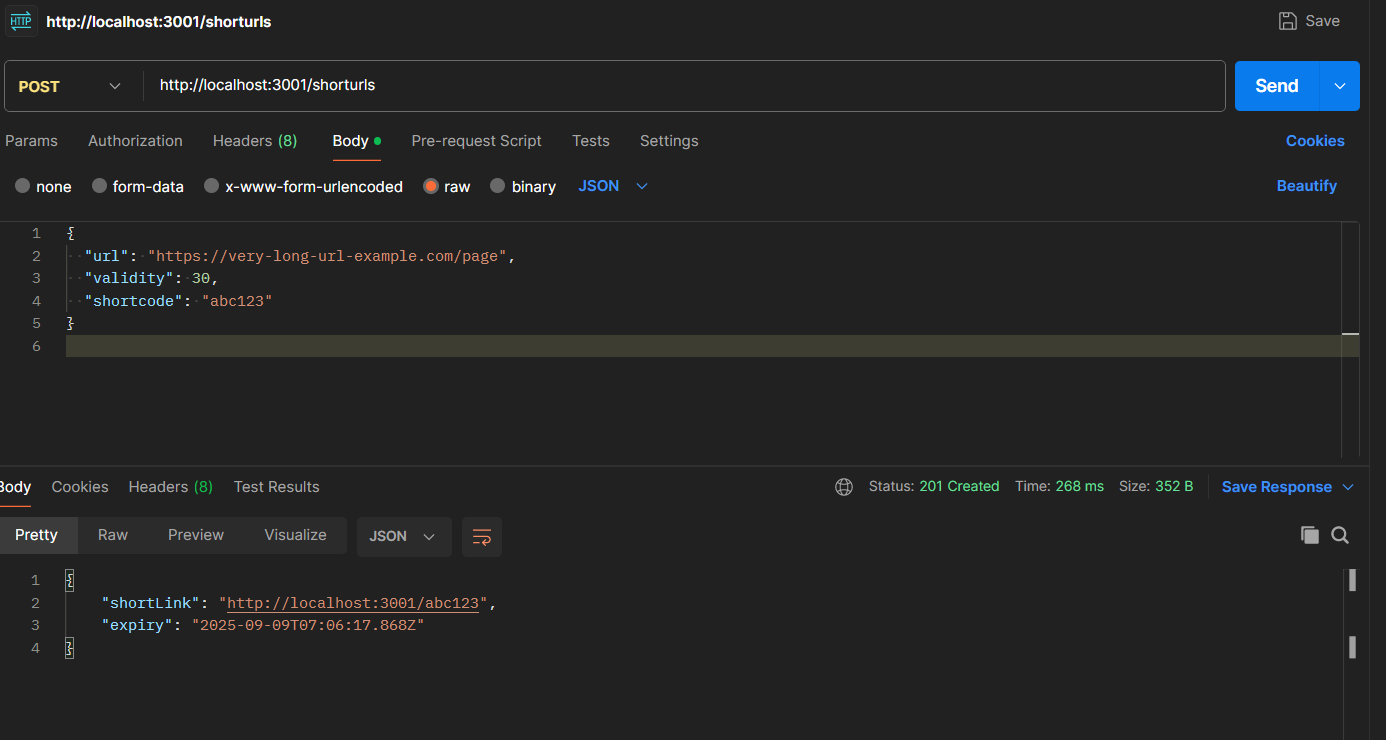 HTTP http://localhost:3001/shorturls Save
POST http://localhost:3001/shorturls Send
Params Authorization Headers (8) Body Pre-request Script Tests Settings Cookies
none form-data x-www-form-urlencoded raw binary JSON Beautify
1 {
2 "url": "https://very-long-url-example.com/page",
3 "validity": 30,
4 "shortcode": "abc123"
5 }
6
Body Cookies Headers (8) Test Results Status: 201 Created Time: 268 ms Size: 352 B Save Response
Pretty Raw Preview Visualize JSON
1 {
2 "shortLink": "http://localhost:3001/abc123",
3 "expiry": "2025-09-09T07:06:17.868Z"
4 }